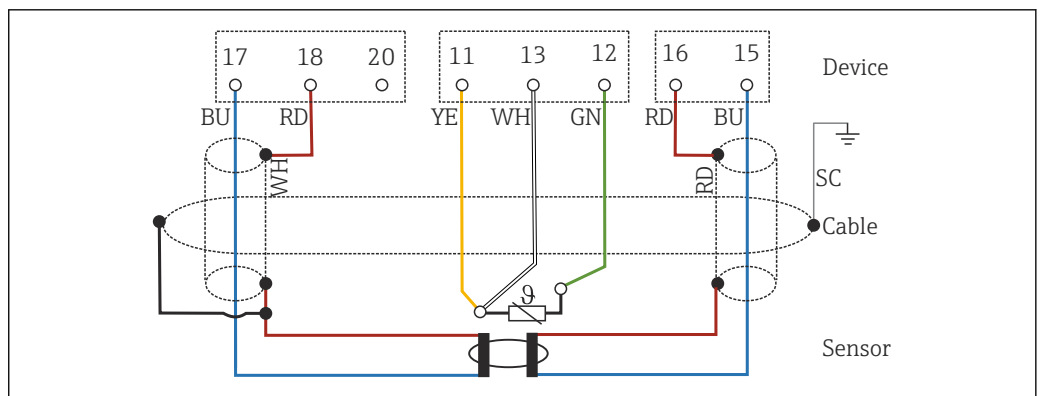 17 18 20 11 13 12 16 15
Device
BU RD YE WH GN RD BU
WH
RD
SC
Cable
ϑ
Sensor